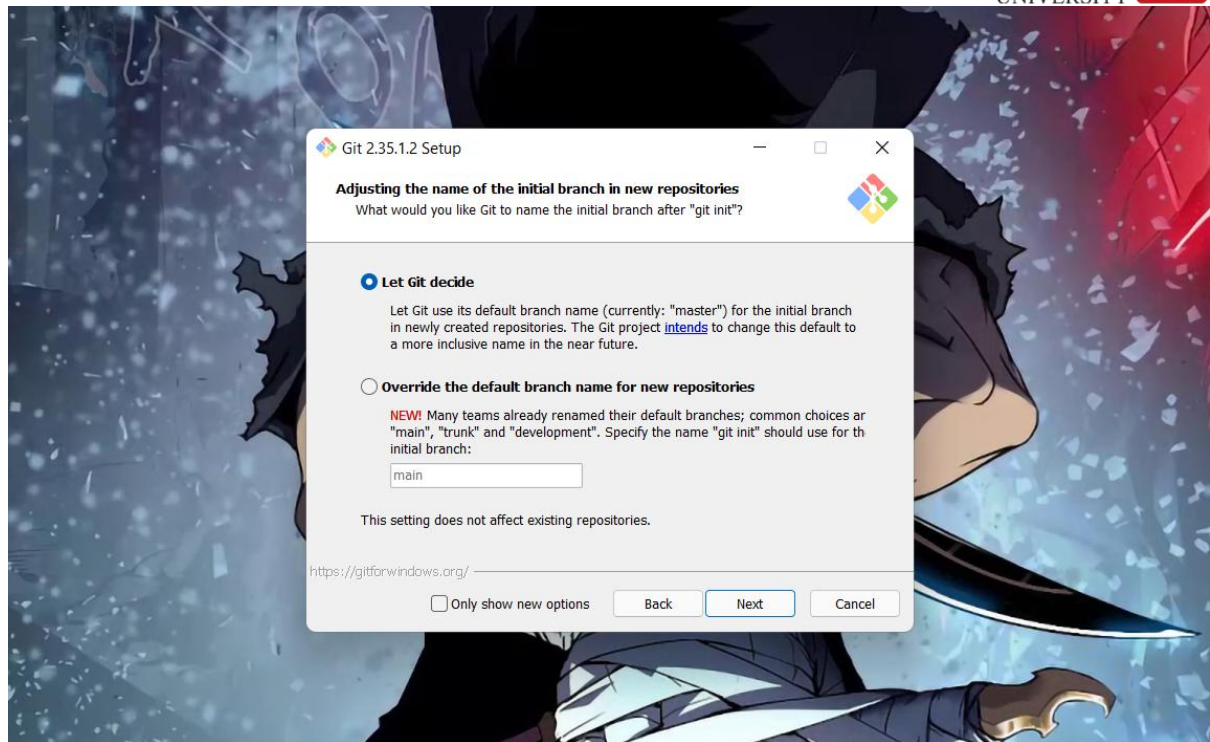 UNIVERSITY
Git 2.35.1.2 Setup
Adjusting the name of the initial branch in new repositories
What would you like Git to name the initial branch after "git init"?
Let Git decide
Let Git use its default branch name (currently: "master") for the initial branch
in newly created repositories. The Git project intends to change this default to
a more inclusive name in the near future.
Override the default branch name for new repositories
NEW! Many teams already renamed their default branches; common choices ar
"main", "trunk" and "development". Specify the name "git init" should use for th
initial branch:
main
This setting does not affect existing repositories.
https://gitforwindows.org/
Only show new options Back Next Cancel